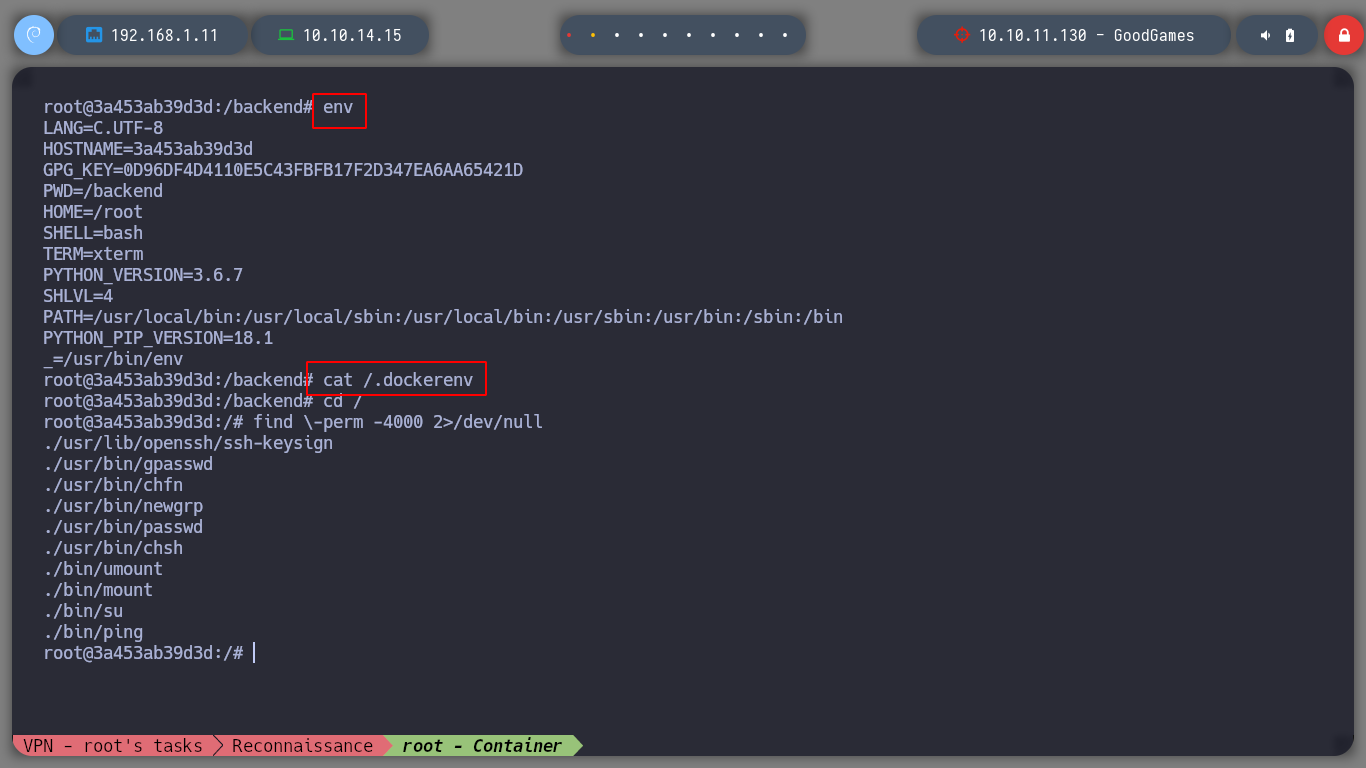 192.168.1.11
10.10.14.15
10.10.11.130 - GoodGames
root@3a453ab39d3d:/backend# env
LANG=C.UTF-8
HOSTNAME=3a453ab39d3d
GPG_KEY=0D96DF4D4110E5C43FBFB17F2D347EA6AA65421D
PWD=/backend
HOME=/root
SHELL=bash
TERM=xterm
PYTHON_VERSION=3.6.7
SHLVL=4
PATH=/usr/local/bin:/usr/local/sbin:/usr/local/bin:/usr/sbin:/usr/bin:/sbin:/bin
PYTHON_PIP_VERSION=18.1
_=/usr/bin/env
root@3a453ab39d3d:/backend# cat /.dockerenv
root@3a453ab39d3d:/backend# cd /
root@3a453ab39d3d:/# find \-perm -4000 2>/dev/null
./usr/lib/openssh/ssh-keysign
./usr/bin/gpasswd
./usr/bin/chfn
./usr/bin/newgrp
./usr/bin/passwd
./usr/bin/chsh
./bin/umount
./bin/mount
./bin/su
./bin/ping
root@3a453ab39d3d:/#
VPN - root's tasks
Reconnaissance
root - Container